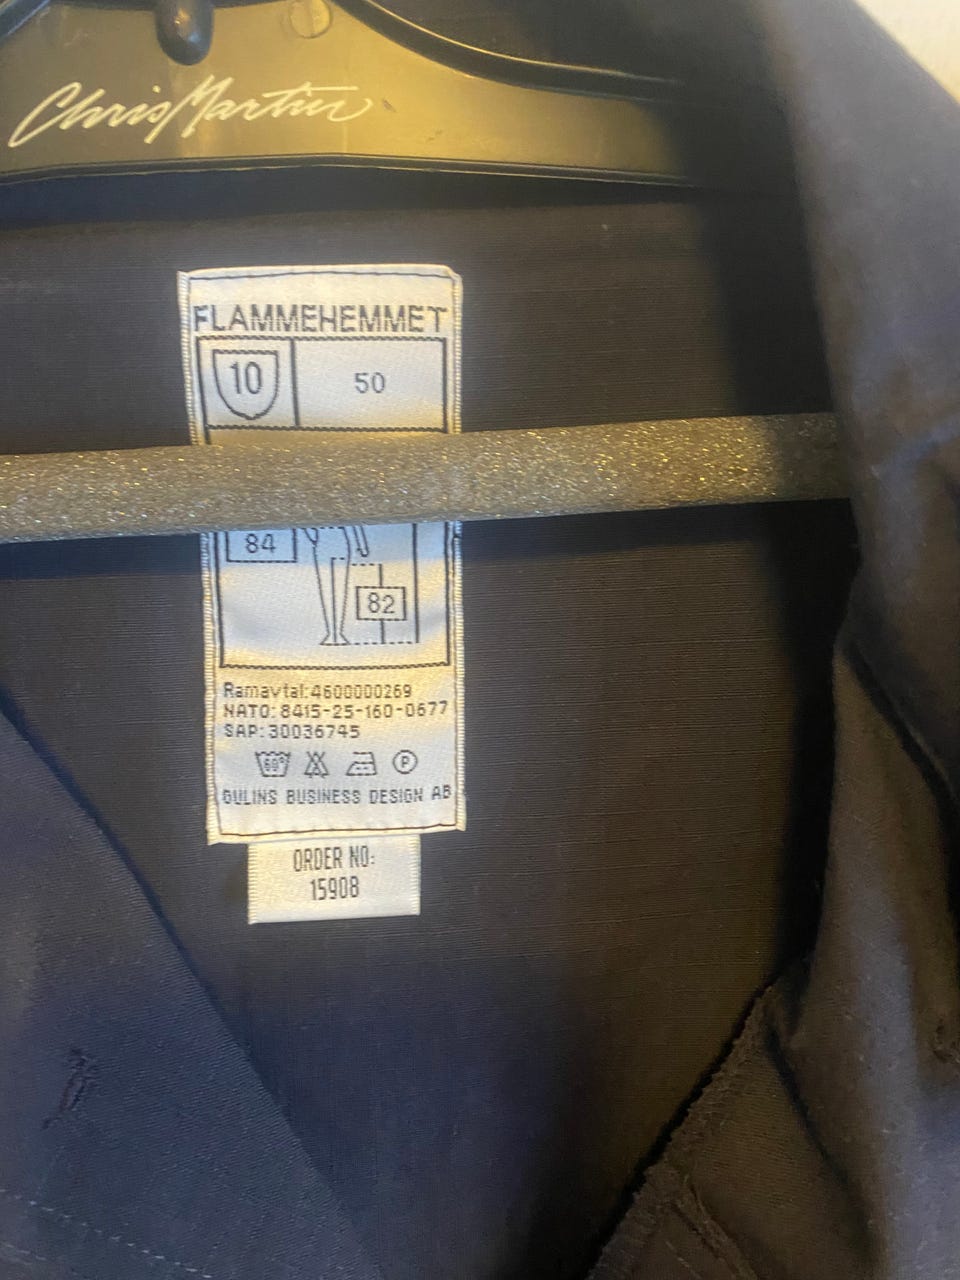 Chris Martin
FLAMMEHEMMET
10
50
84
82
Ramavtal:4600000269
NATO: 8415-25-160-0677
SAP:30036745
60° P
OULINS BUSINESS DESIGN AB
ORDER NO:
15908